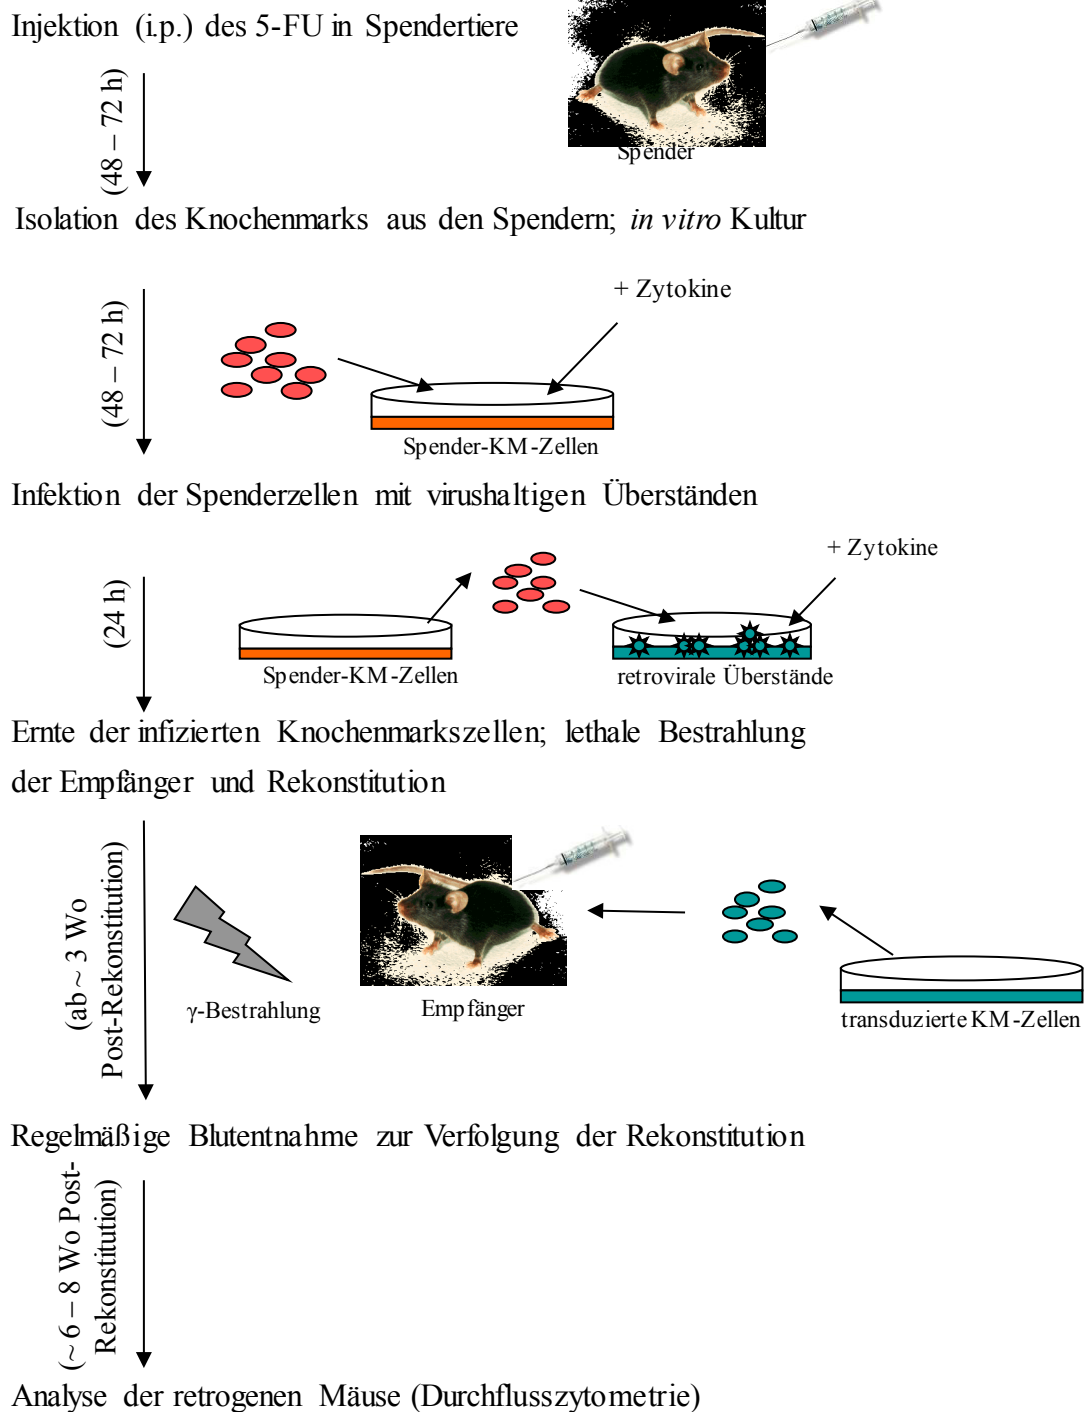 Injektion (i.p.) des 5-FU in Spendertiere
Spender
(48 – 72 h)
Isolation des Knochenmarks aus den Spendern; in vitro Kultur
+ Zytokine
(48 – 72 h)
Spender-KM-Zellen
Infektion der Spenderzellen mit virushaltigen Überständen
+ Zytokine
(24 h)
Spender-KM-Zellen
retrovirale Überstände
Ernte der infizierten Knochenmarkszellen; lethale Bestrahlung
der Empfänger und Rekonstitution
(ab ~ 3 Wo
Post-Rekonstitution)
γ-Bestrahlung
Empfänger
transduzierte KM-Zellen
Regelmäßige Blutentnahme zur Verfolgung der Rekonstitution
(~ 6 – 8 Wo Post-
Rekonstitution)
Analyse der retrogenen Mäuse (Durchflusszytometrie)